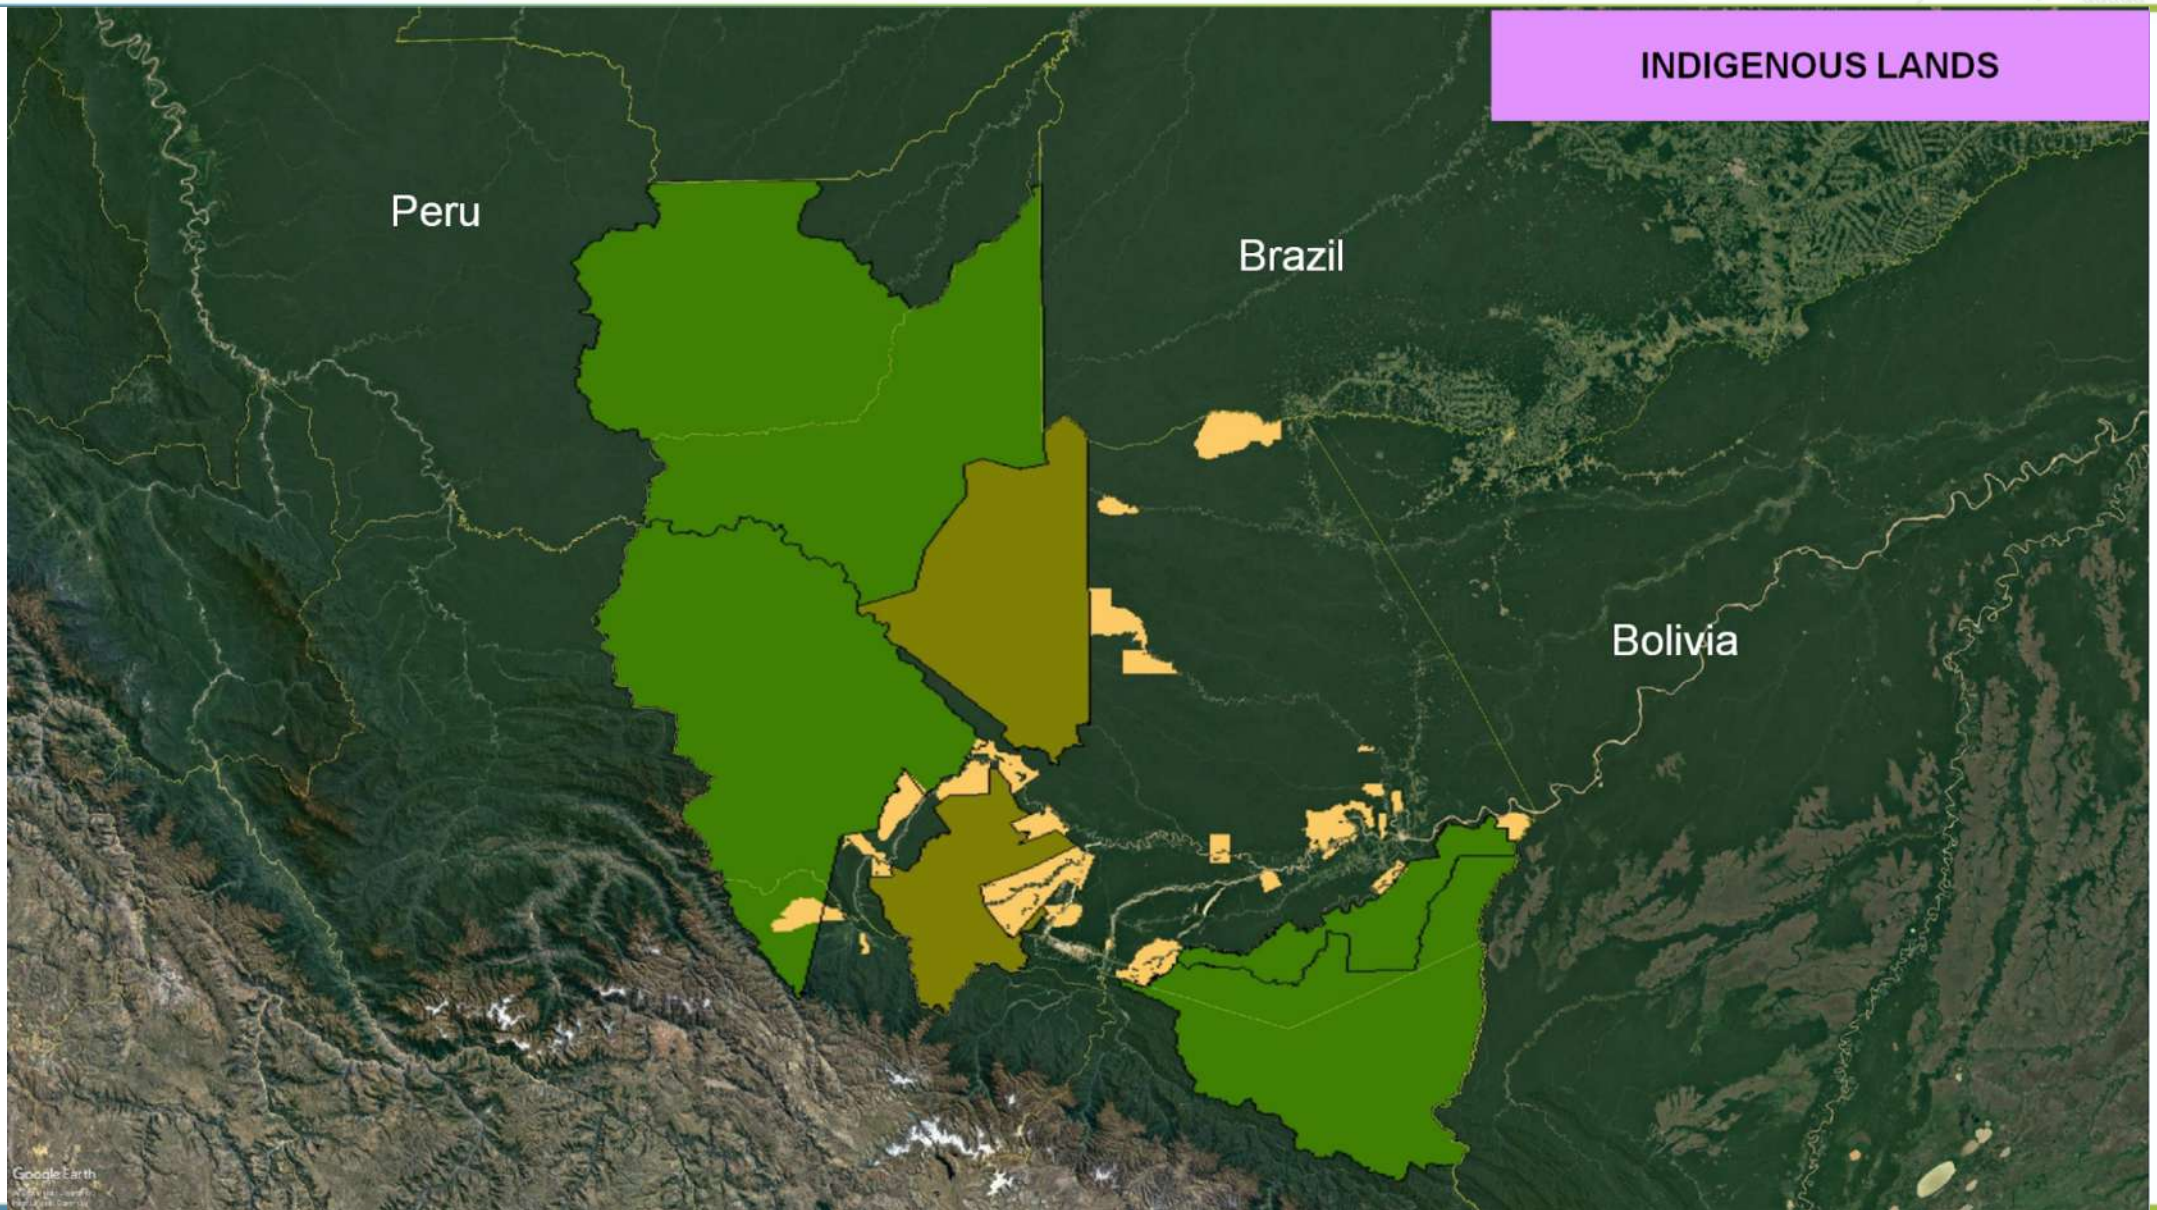 INDIGENOUS LANDS
Peru
Brazil
Bolivia
Google Earth